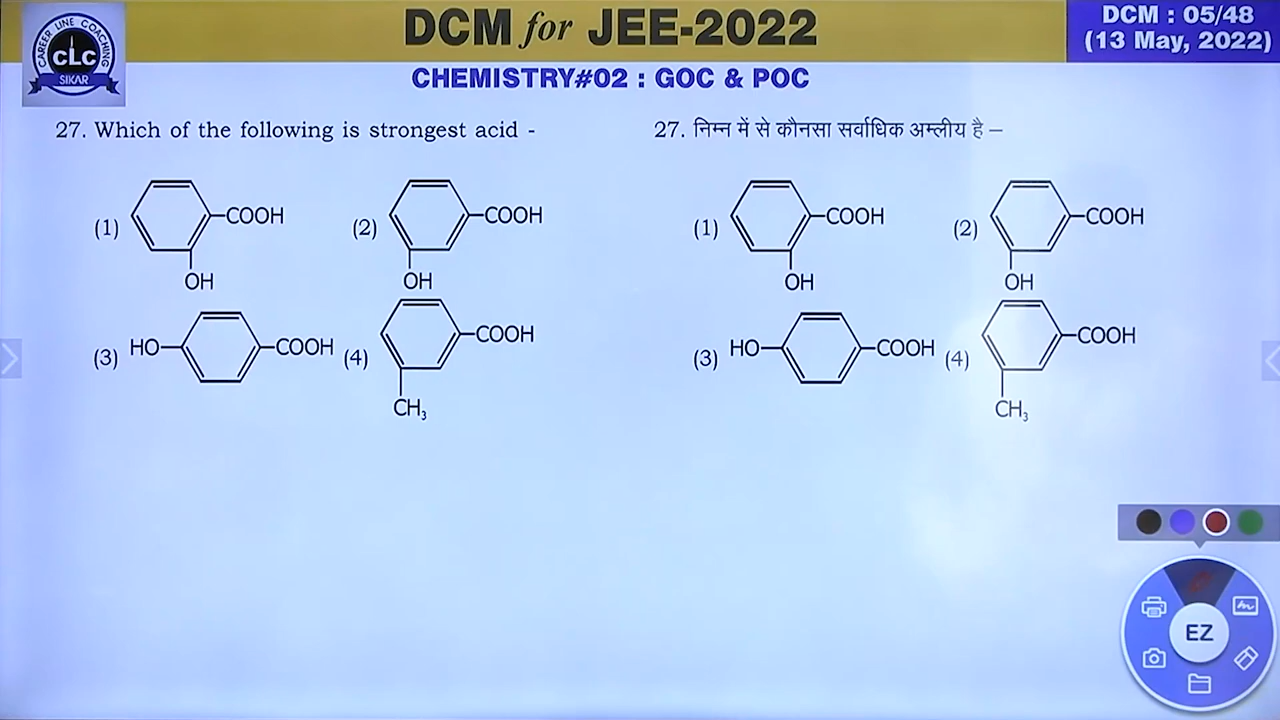 CAREER LINE COACHING
CLC
SIKAR
DCM for JEE-2022
DCM : 05/48
(13 May, 2022)
CHEMISTRY#02 : GOC & POC
27. Which of the following is strongest acid -
(1) COOH OH
(2) COOH OH
(3) HO COOH
(4) COOH CH₃
27. निम्न में से कौनसा सर्वाधिक अम्लीय है –
(1) COOH OH
(2) COOH OH
(3) HO COOH
(4) COOH CH₃
EZ